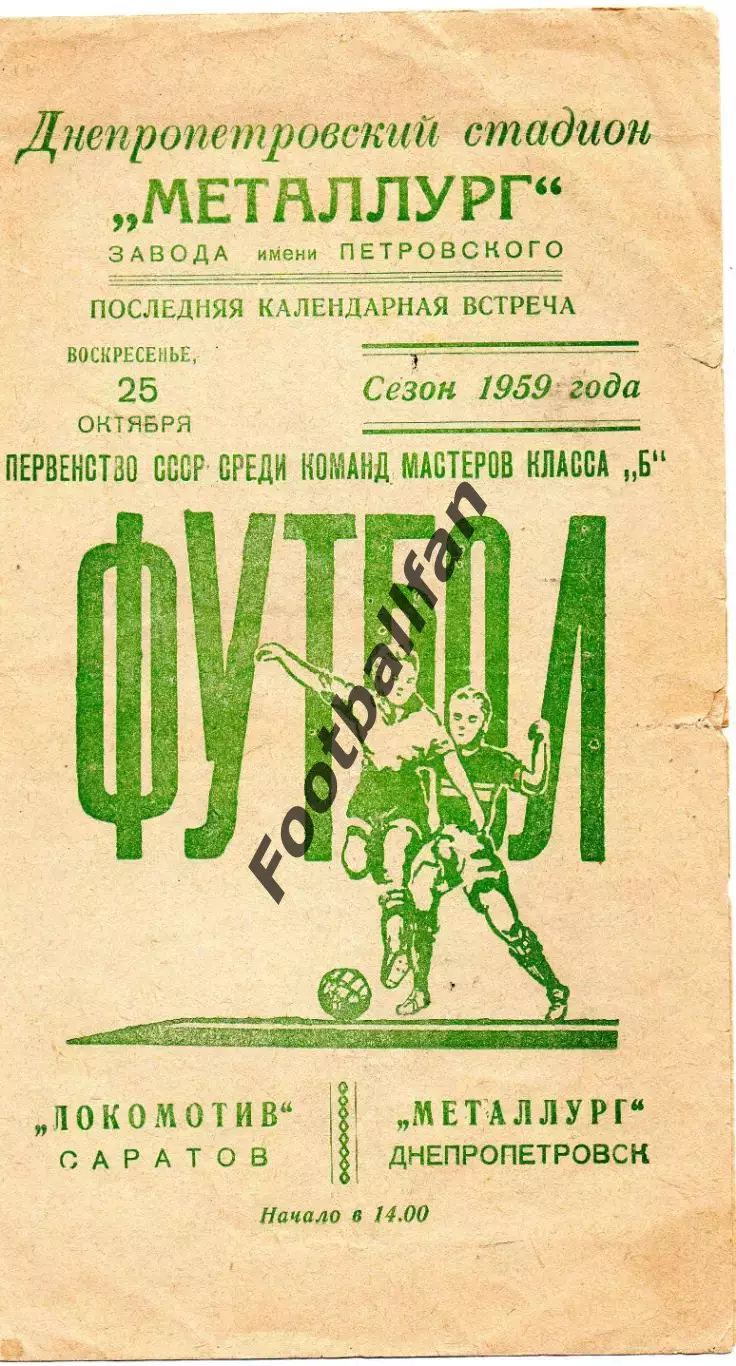 Днепропетровский стадион
„МЕТАЛЛУРГ“
ЗАВОДА имени ПЕТРОВСКОГО
ПОСЛЕДНЯЯ КАЛЕНДАРНАЯ ВСТРЕЧА
ВОСКРЕСЕНЬЕ,
25
ОКТЯБРЯ
Сезон 1959 года
ПЕРВЕНСТВО СССР СРЕДИ КОМАНД МАСТЕРОВ КЛАССА „Б“
ФУТБОЛ
Footballfan
„ЛОКОМОТИВ“
САРАТОВ
„МЕТАЛЛУРГ“
ДНЕПРОПЕТРОВСК
Начало в 14.00